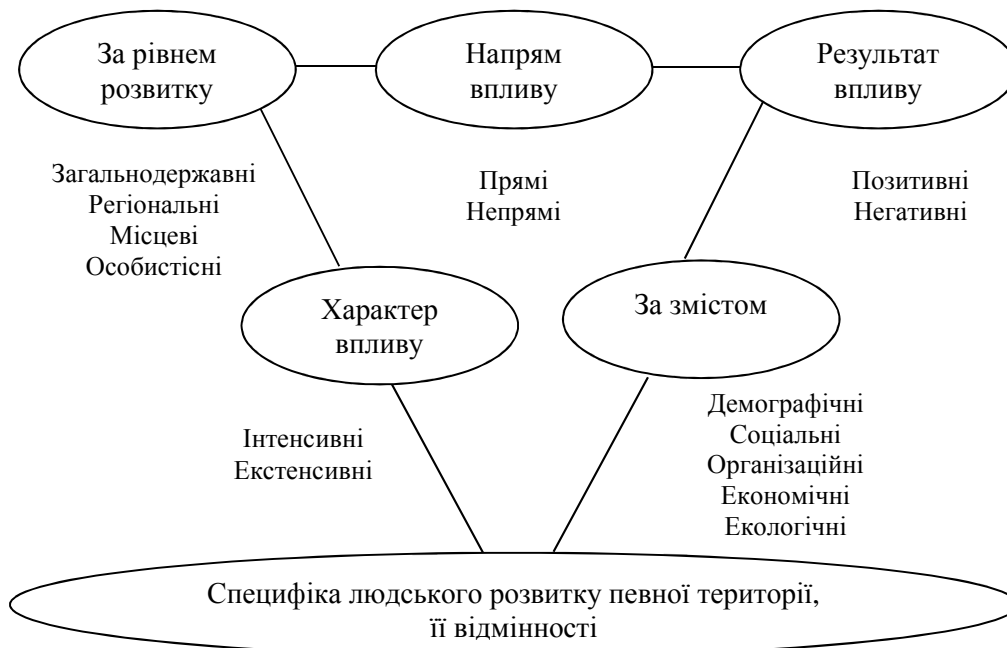 За рівнем
розвитку
Напрям
впливу
Результат
впливу
Загальнодержавні
Регіональні
Місцеві
Особистісні
Прямі
Непрямі
Позитивні
Негативні
Характер
впливу
За змістом
Інтенсивні
Екстенсивні
Демографічні
Соціальні
Організаційні
Економічні
Екологічні
Специфіка людського розвитку певної території,
її відмінності